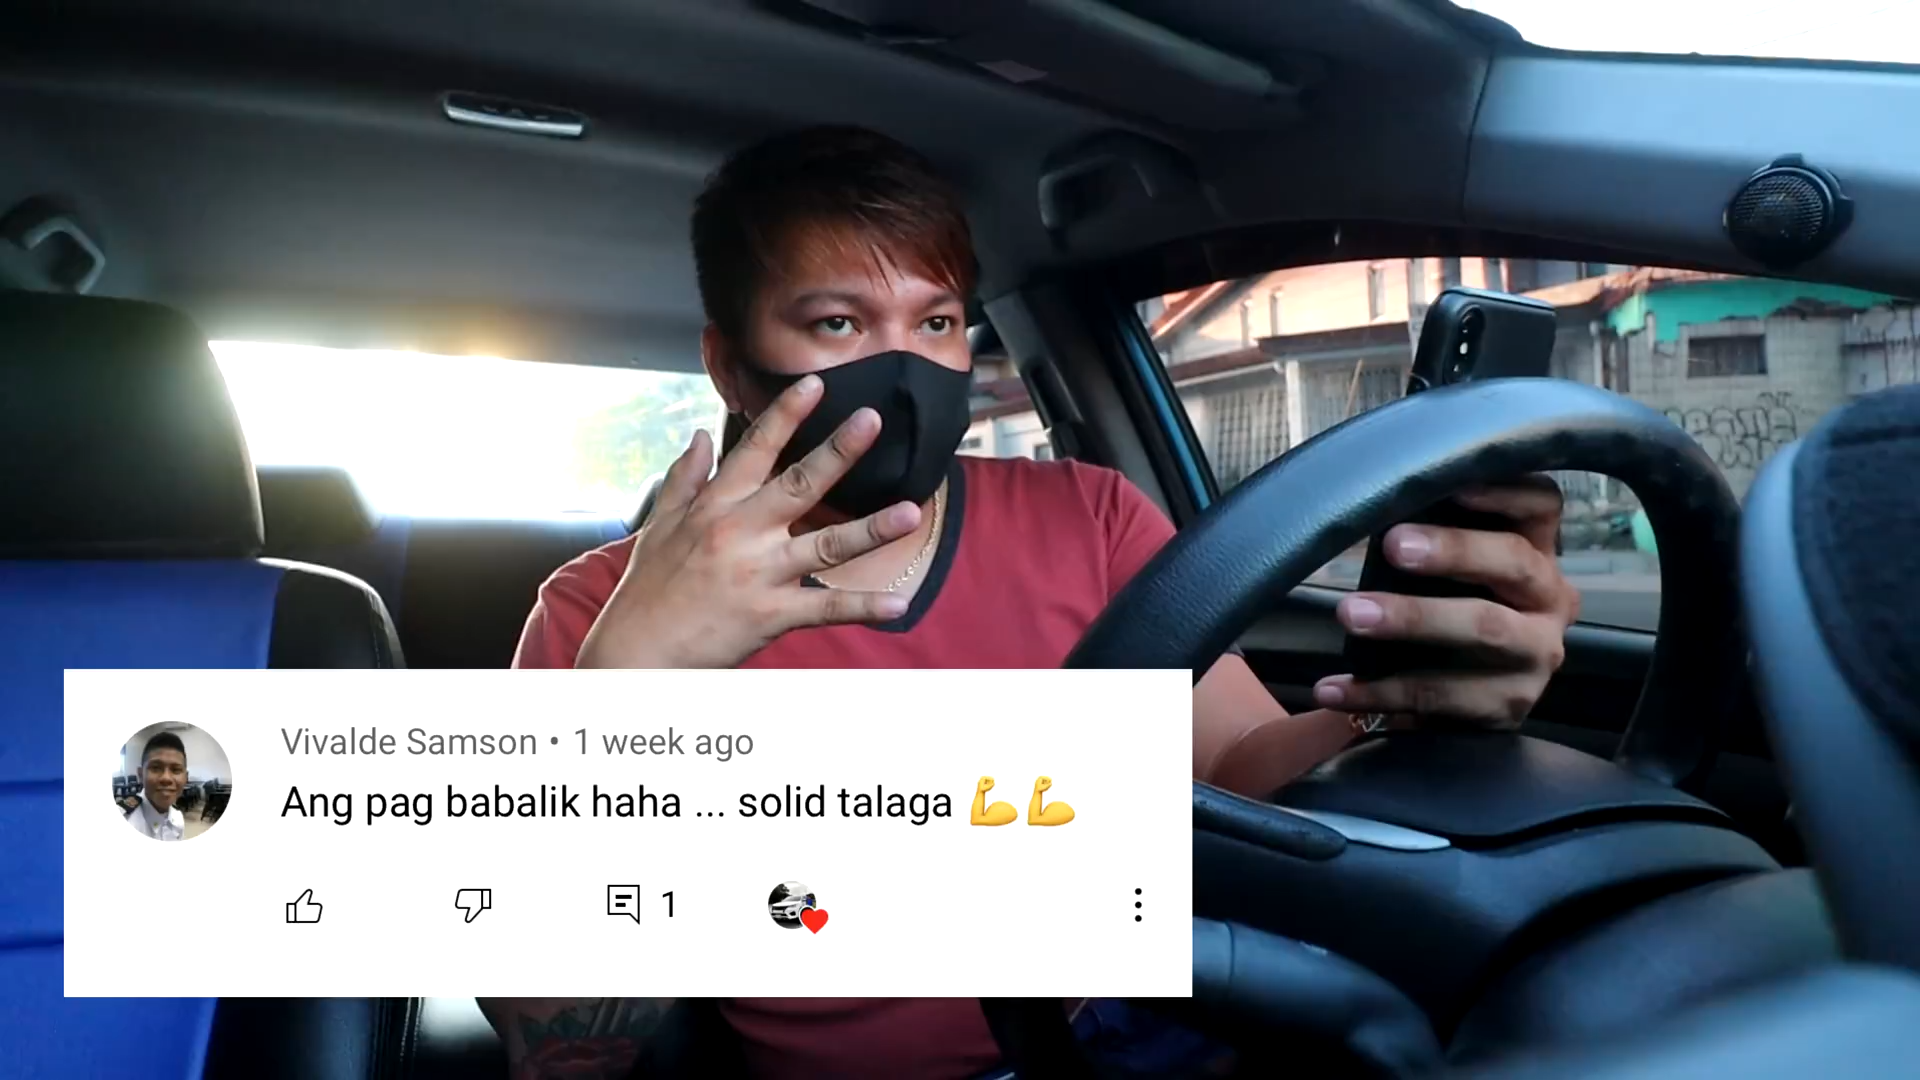 Vivalde Samson • 1 week ago
Ang pag babalik haha ... solid talaga 💪💪
1